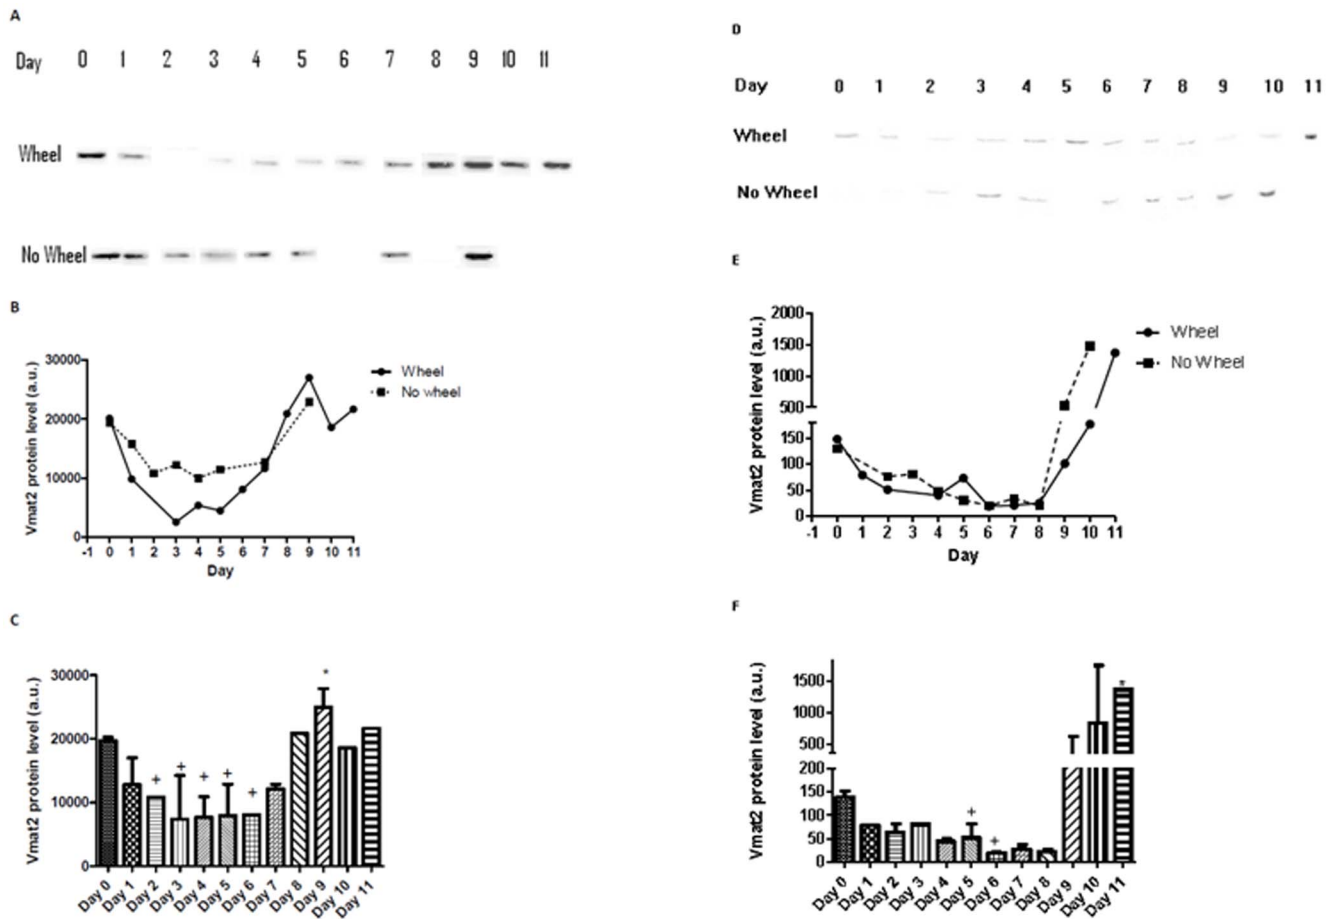 A
Day 0 1 2 3 4 5 6 7 8 9 10 11
Wheel
No Wheel
B
Vmat2 protein level (a.u.)
30000
20000
10000
0
-1 0 1 2 3 4 5 6 7 8 9 10 11
Day
Wheel
No wheel
C
Vmat2 protein level (a.u.)
30000
20000
10000
0
*
+ + + + +
Day 0 Day 1 Day 2 Day 3 Day 4 Day 5 Day 6 Day 7 Day 8 Day 9 Day 10 Day 11
D
Day 0 1 2 3 4 5 6 7 8 9 10 11
Wheel
No Wheel
E
Vmat2 protein level (a.u.)
2000
1500
1000
500
150
100
50
0
-1 0 1 2 3 4 5 6 7 8 9 10 11
Day
Wheel
No Wheel
F
Vmat2 protein level (a.u.)
1500
1000
500
200
150
100
50
0
*
+ +
Day 0 Day 1 Day 2 Day 3 Day 4 Day 5 Day 6 Day 7 Day 8 Day 9 Day 10 Day 11